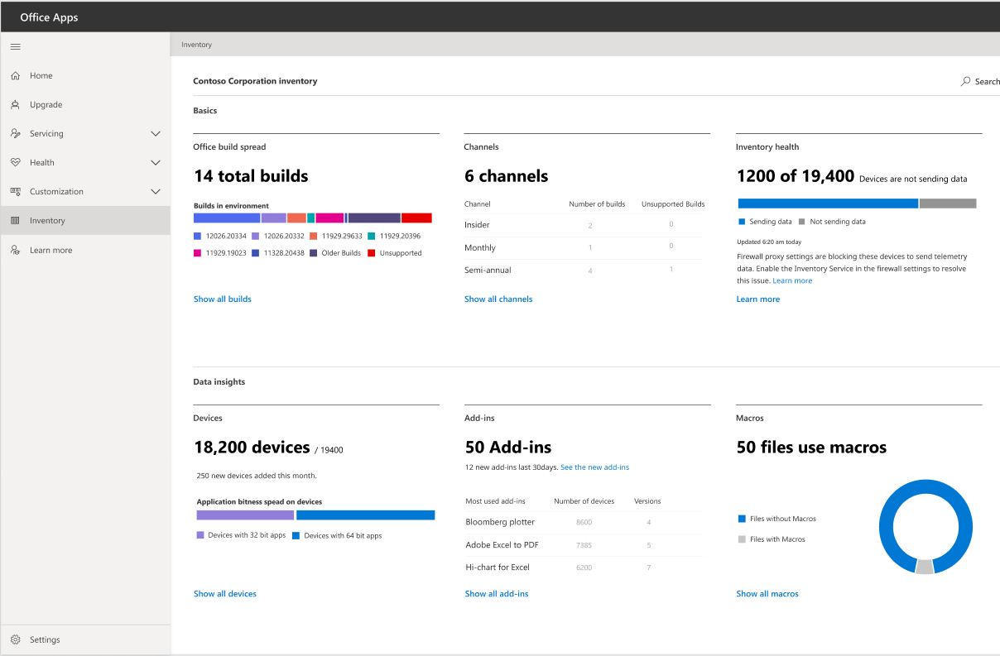 Office Apps
Home
Upgrade
Servicing
Health
Customization
Inventory
Learn more
Settings
Inventory
Contoso Corporation inventory
Search
Basics
Office build spread
14 total builds
Builds in environment
12026.20334 12026.20332 11929.29633 11929.20396
11929.19023 11328.20438 Older Builds Unsupported
Show all builds
Channels
6 channels
Channel Number of builds Unsupported Builds
Insider 2 0
Monthly 1 0
Semi-annual 4 1
Show all channels
Inventory health
1200 of 19,400 Devices are not sending data
Sending data Not sending data
Updated 6:20 am today
Firewall proxy settings are blocking these devices to send telemetry
data. Enable the Inventory Service in the firewall settings to resolve
this issue. Learn more
Learn more
Data insights
Devices
18,200 devices / 19400
250 new devices added this month.
Application bitness spead on devices
Devices with 32 bit apps Devices with 64 bit apps
Show all devices
Add-ins
50 Add-ins
12 new add-ins last 30days. See the new add-ins
Most used add-ins Number of devices Versions
Bloomberg plotter 8600 4
Adobe Excel to PDF 7385 5
Hi-chart for Excel 6200 7
Show all add-ins
Macros
50 files use macros
Files without Macros
Files with Macros
Show all macros